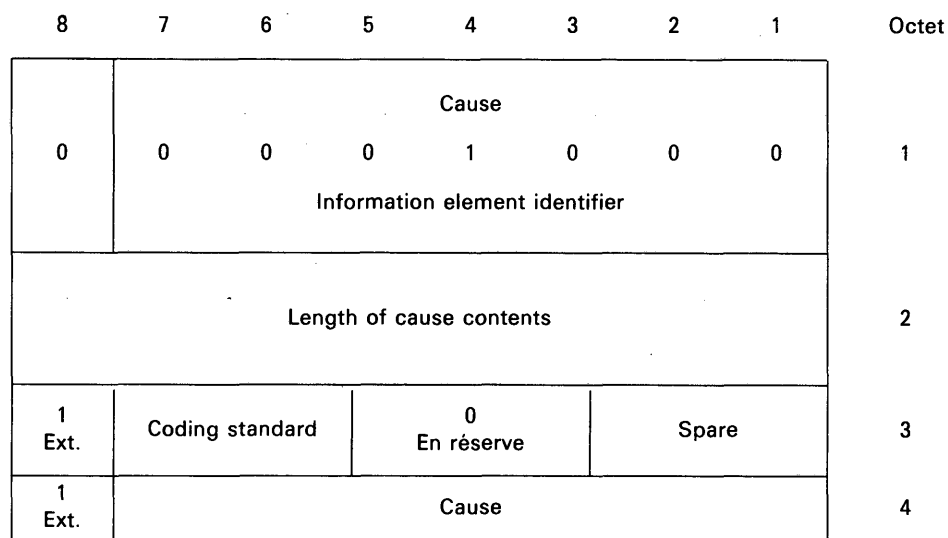 8 7 6 5 4 3 2 1 Octet
Cause
0 0 0 0 1 0 0 0 1
Information element identifier
Length of cause contents 2
1 0
Ext. Coding standard En réserve Spare 3
1
Ext. Cause 4